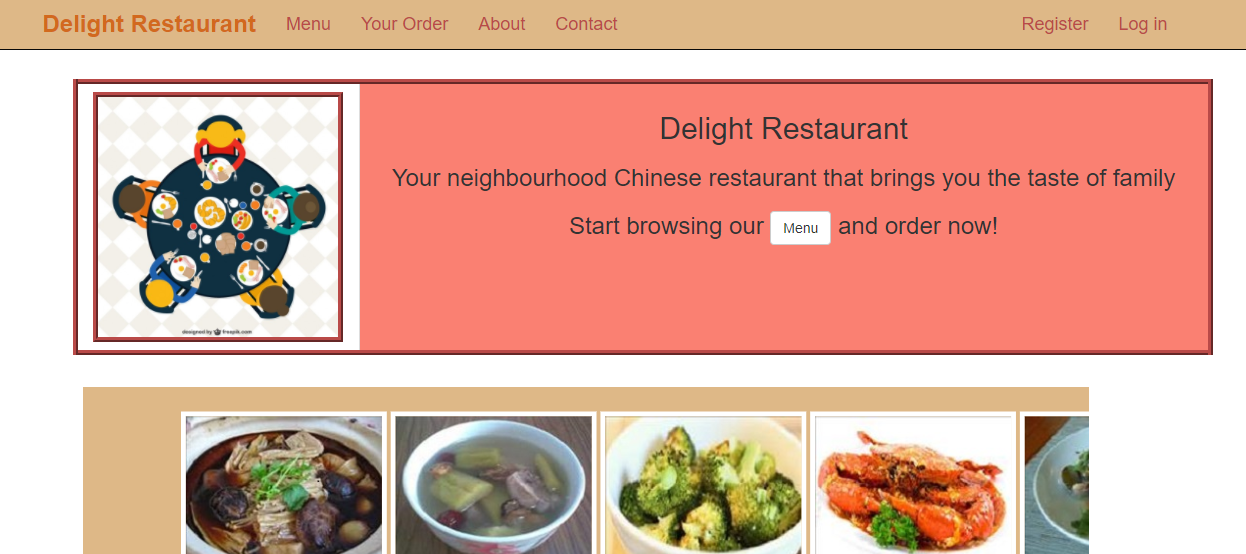 Delight Restaurant Menu Your Order About Contact Register Log in
designed by freepik.com
Delight Restaurant
Your neighbourhood Chinese restaurant that brings you the taste of family
Start browsing our Menu and order now!